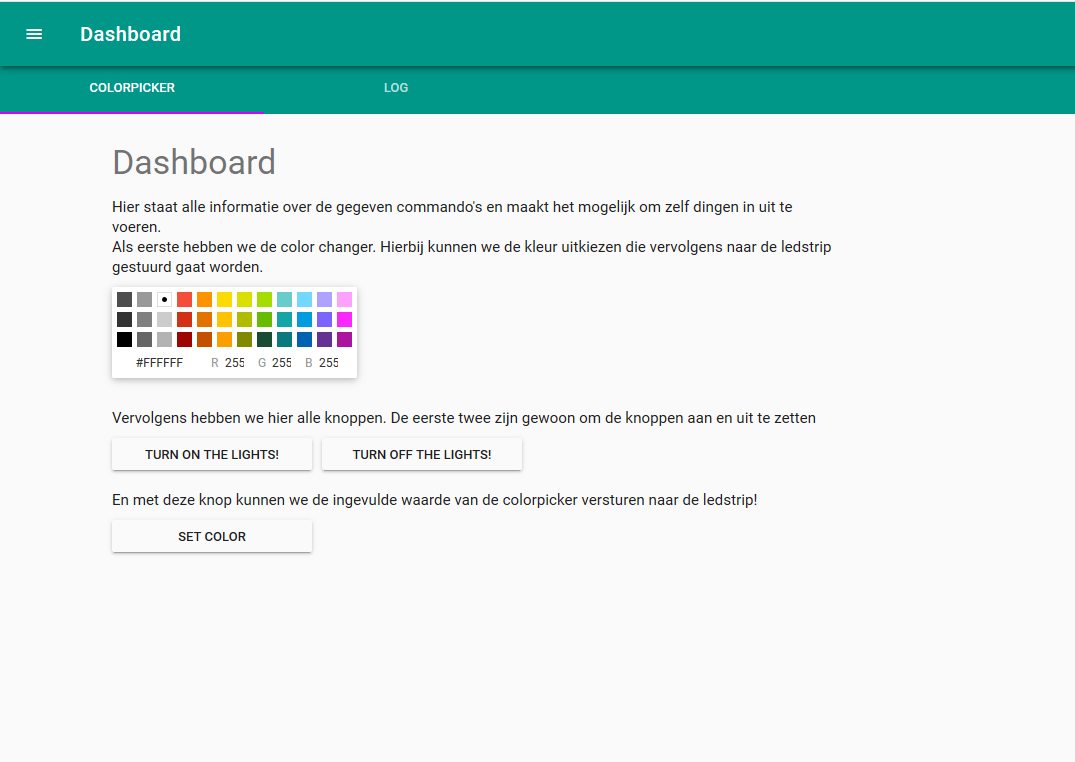 Dashboard
COLORPICKER LOG
Dashboard
Hier staat alle informatie over de gegeven commando's en maakt het mogelijk om zelf dingen in uit te
voeren.
Als eerste hebben we de color changer. Hierbij kunnen we de kleur uitkiezen die vervolgens naar de ledstrip
gestuurd gaat worden.
#FFFFFF R 255 G 255 B 255
Vervolgens hebben we hier alle knoppen. De eerste twee zijn gewoon om de knoppen aan en uit te zetten
TURN ON THE LIGHTS! TURN OFF THE LIGHTS!
En met deze knop kunnen we de ingevulde waarde van de colorpicker versturen naar de ledstrip!
SET COLOR